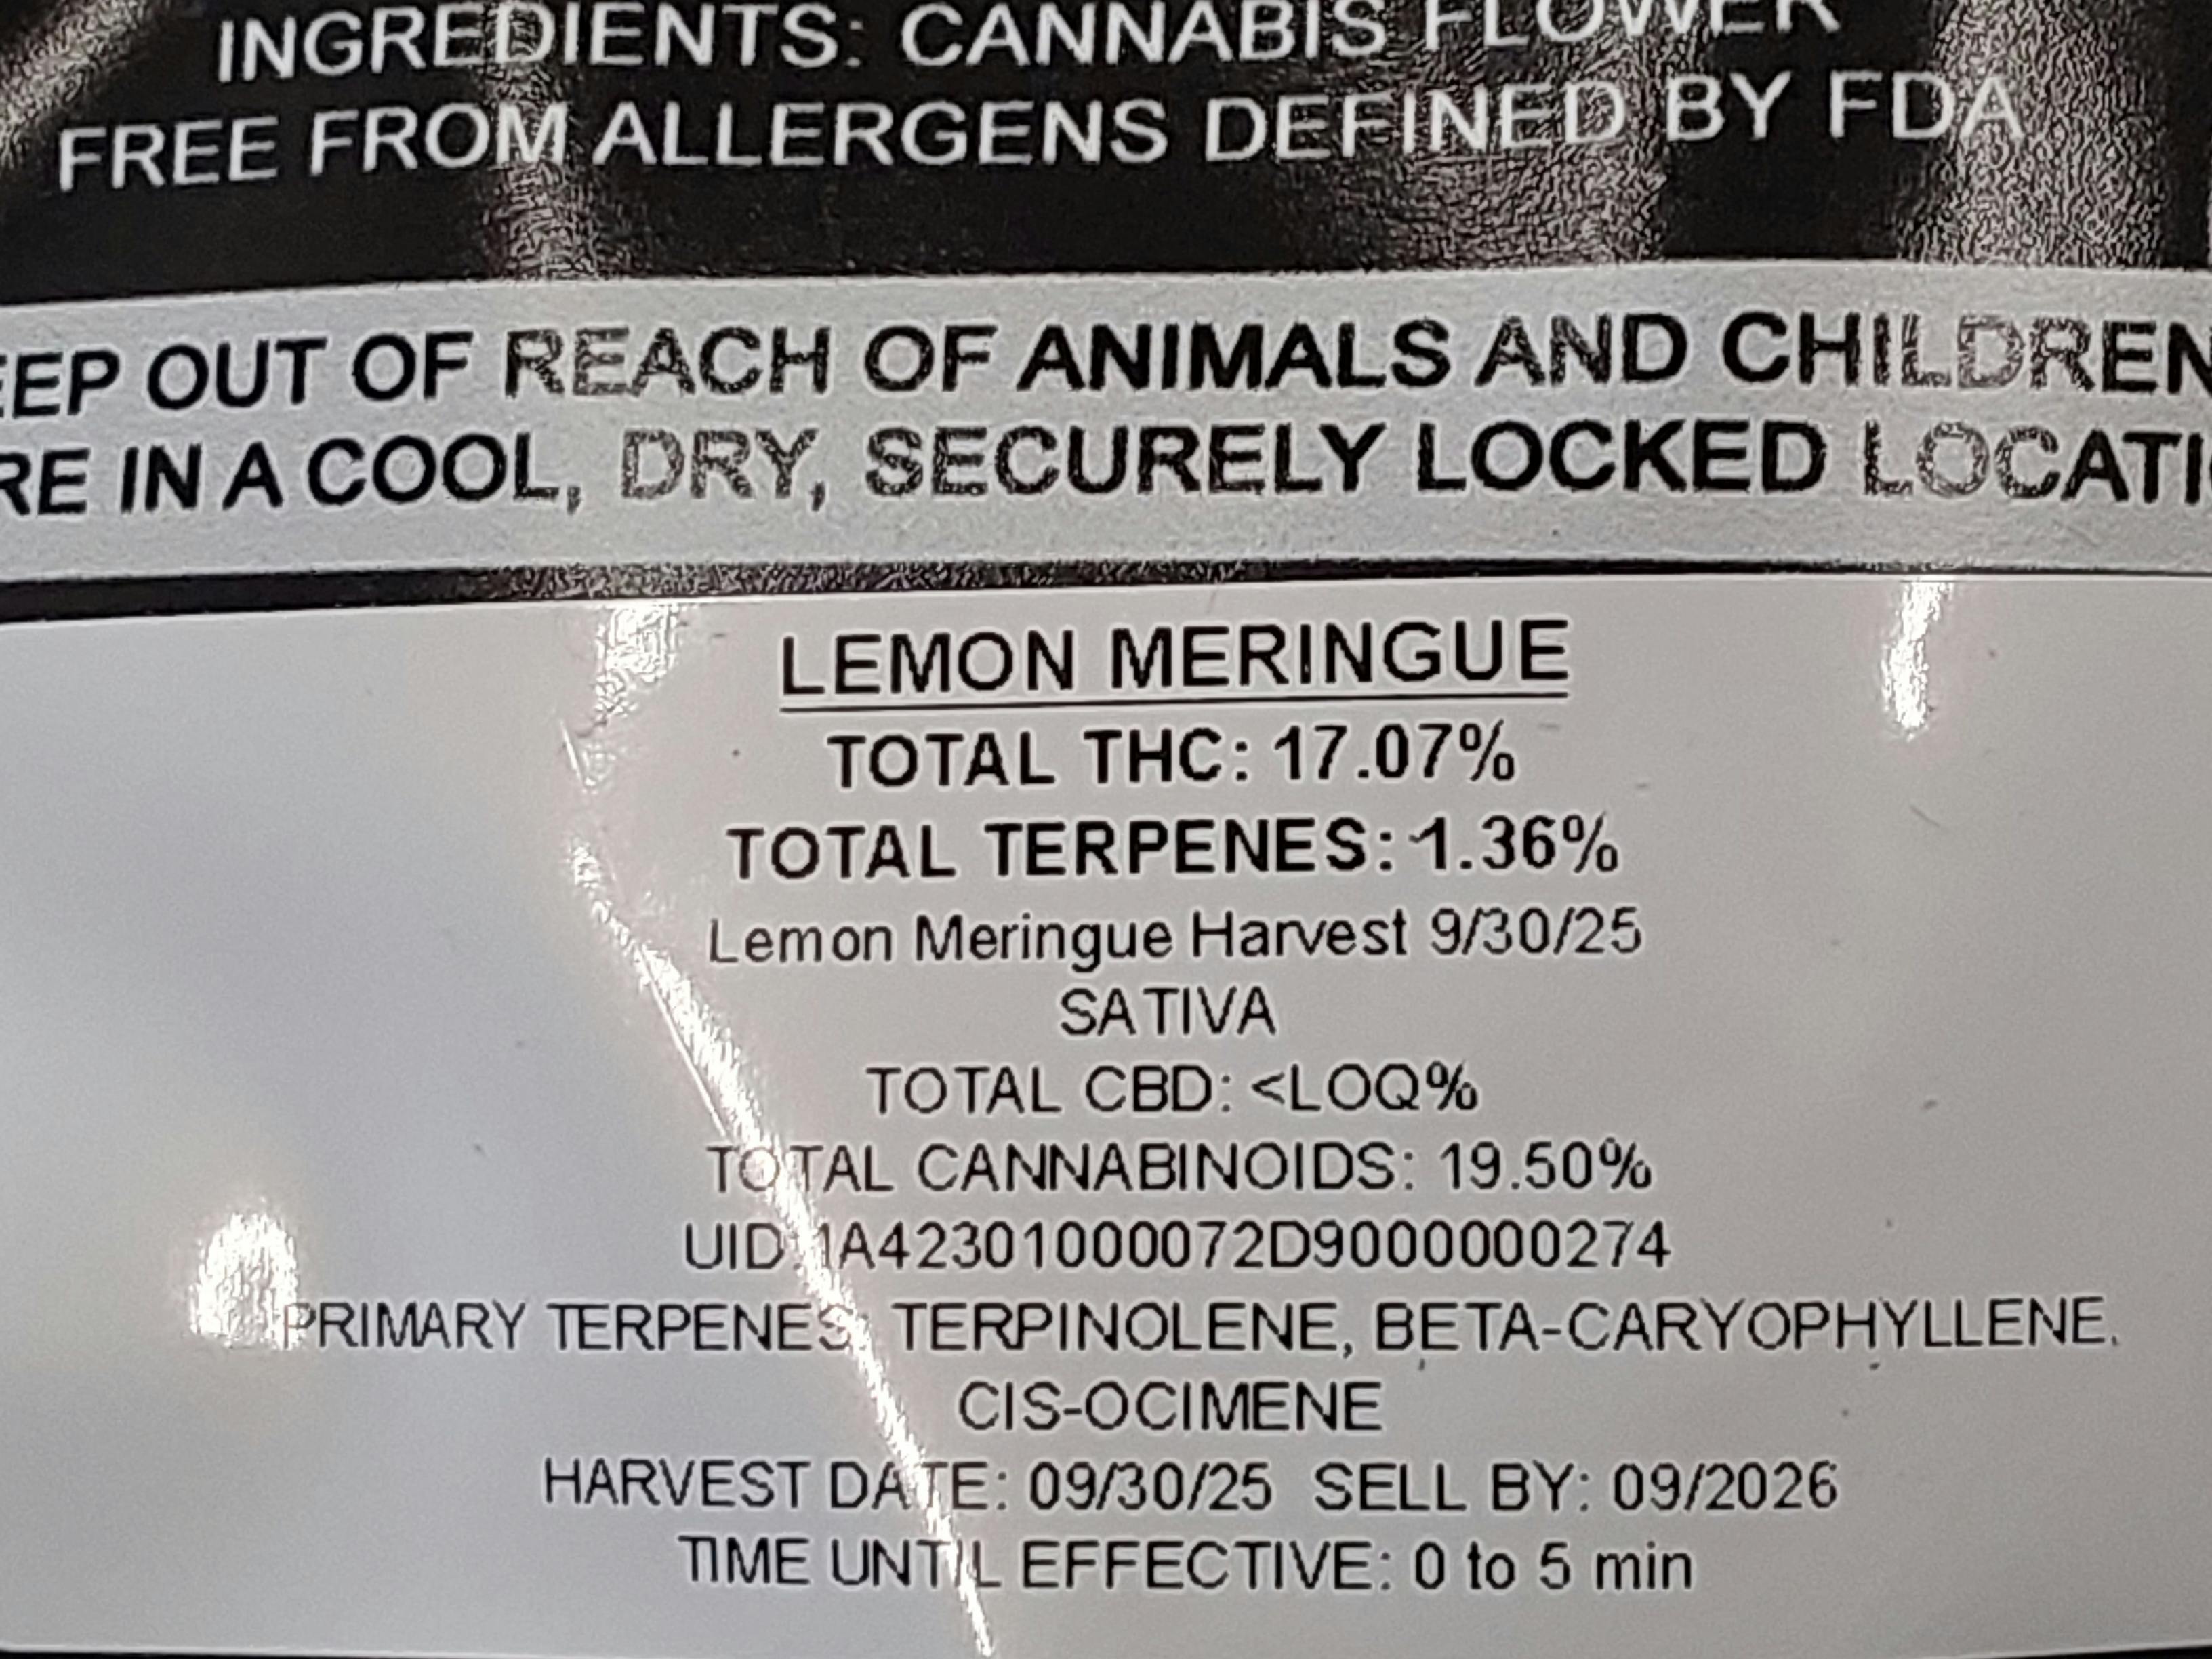 INGREDIENTS: CANNABIS FLOWER
FREE FROM ALLERGENS DEFINED BY FDA
EEP OUT OF REACH OF ANIMALS AND CHILDREN
RE IN A COOL, DRY, SECURELY LOCKED LOCATI
LEMON MERINGUE
TOTAL THC: 17.07%
TOTAL TERPENES: 1.36%
Lemon Meringue Harvest 9/30/25
SATIVA
TOTAL CBD: <LOQ%
TOTAL CANNABINOIDS: 19.50%
UID:1A42301000072D9000000274
PRIMARY TERPENES: TERPINOLENE, BETA-CARYOPHYLLENE,
CIS-OCIMENE
HARVEST DATE: 09/30/25 SELL BY: 09/2026
TIME UNTIL EFFECTIVE: 0 to 5 min